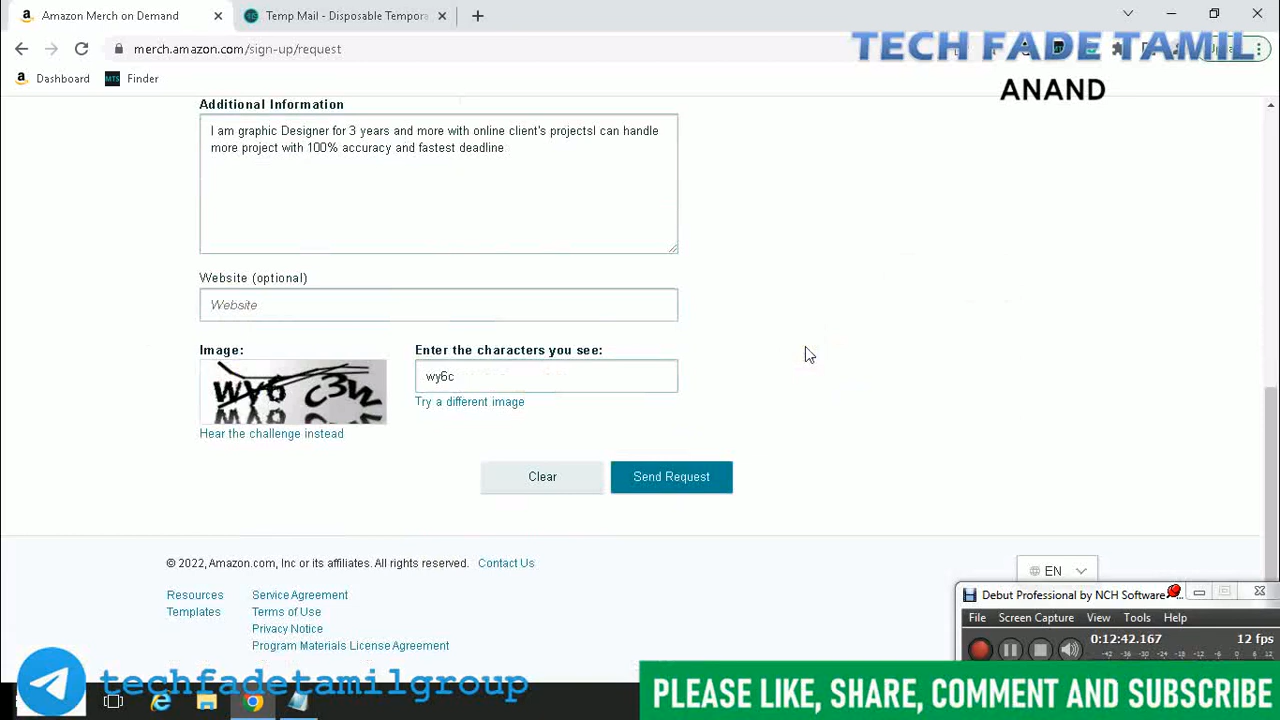 Amazon Merch on Demand
Temp Mail - Disposable Tempora
merch.amazon.com/sign-up/request
TECH FADE TAMIL
Dashboard
MTS Finder
ANAND
Additional Information
I am graphic Designer for 3 years and more with online client's projectsI can handle
more project with 100% accuracy and fastest deadline
Website (optional)
Website
Image:
Enter the characters you see:
wy6c
Try a different image
Hear the challenge instead
Clear
Send Request
© 2022, Amazon.com, Inc or its affiliates. All rights reserved. Contact Us
EN
Resources
Service Agreement
Templates
Terms of Use
Privacy Notice
Program Materials License Agreement
Debut Professional by NCH Software
File Screen Capture View Tools Help
0:12:42.167
12 fps
techfadetamilgroup
PLEASE LIKE, SHARE, COMMENT AND SUBSCRIBE